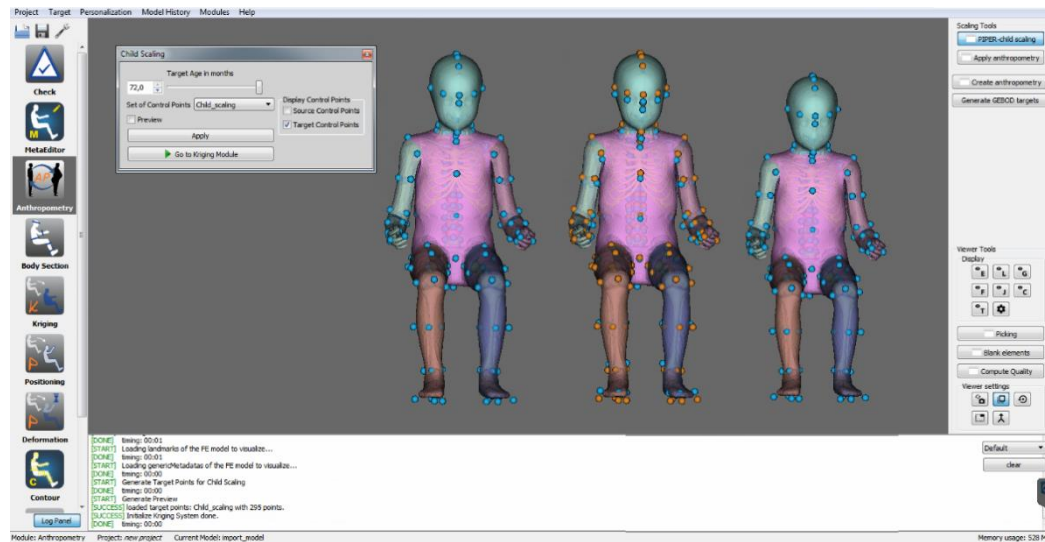 Project Target Personalization Model History Modules Help
Check
MetaEditor
Anthropometry
Body Section
Kriging
Positioning
Deformation
Contour
Log Panel
Child Scaling
Target Age in months
72,0
Set of Control Points Child_scaling
Preview
Apply
Go to Kriging Module
Display Control Points
Source Control Points
Target Control Points
Scaling Tools
PIPER-child scaling
Apply anthropometry
Create anthropometry
Generate GEBOD targets
Viewer Tools
Display
E L G
F J C
T
Picking
Blank elements
Compute Quality
Viewer settings
Default
clear
[DONE] timing: 00:01
[START] Loading landmarks of the FE model to visualize...
[DONE] timing: 00:01
[START] Loading genericMetadatas of the FE model to visualize...
[DONE] timing: 00:00
[START] Generate Target Points for Child Scaling
[DONE] timing: 00:00
[START] Generate Preview
[SUCCESS] loaded target points: Child_scaling with 295 points.
[SUCCESS] Initialize Kriging System done.
[DONE] timing: 00:00
Module: Anthropometry Project: new project Current Model: import_model
Memory usage: 528 M